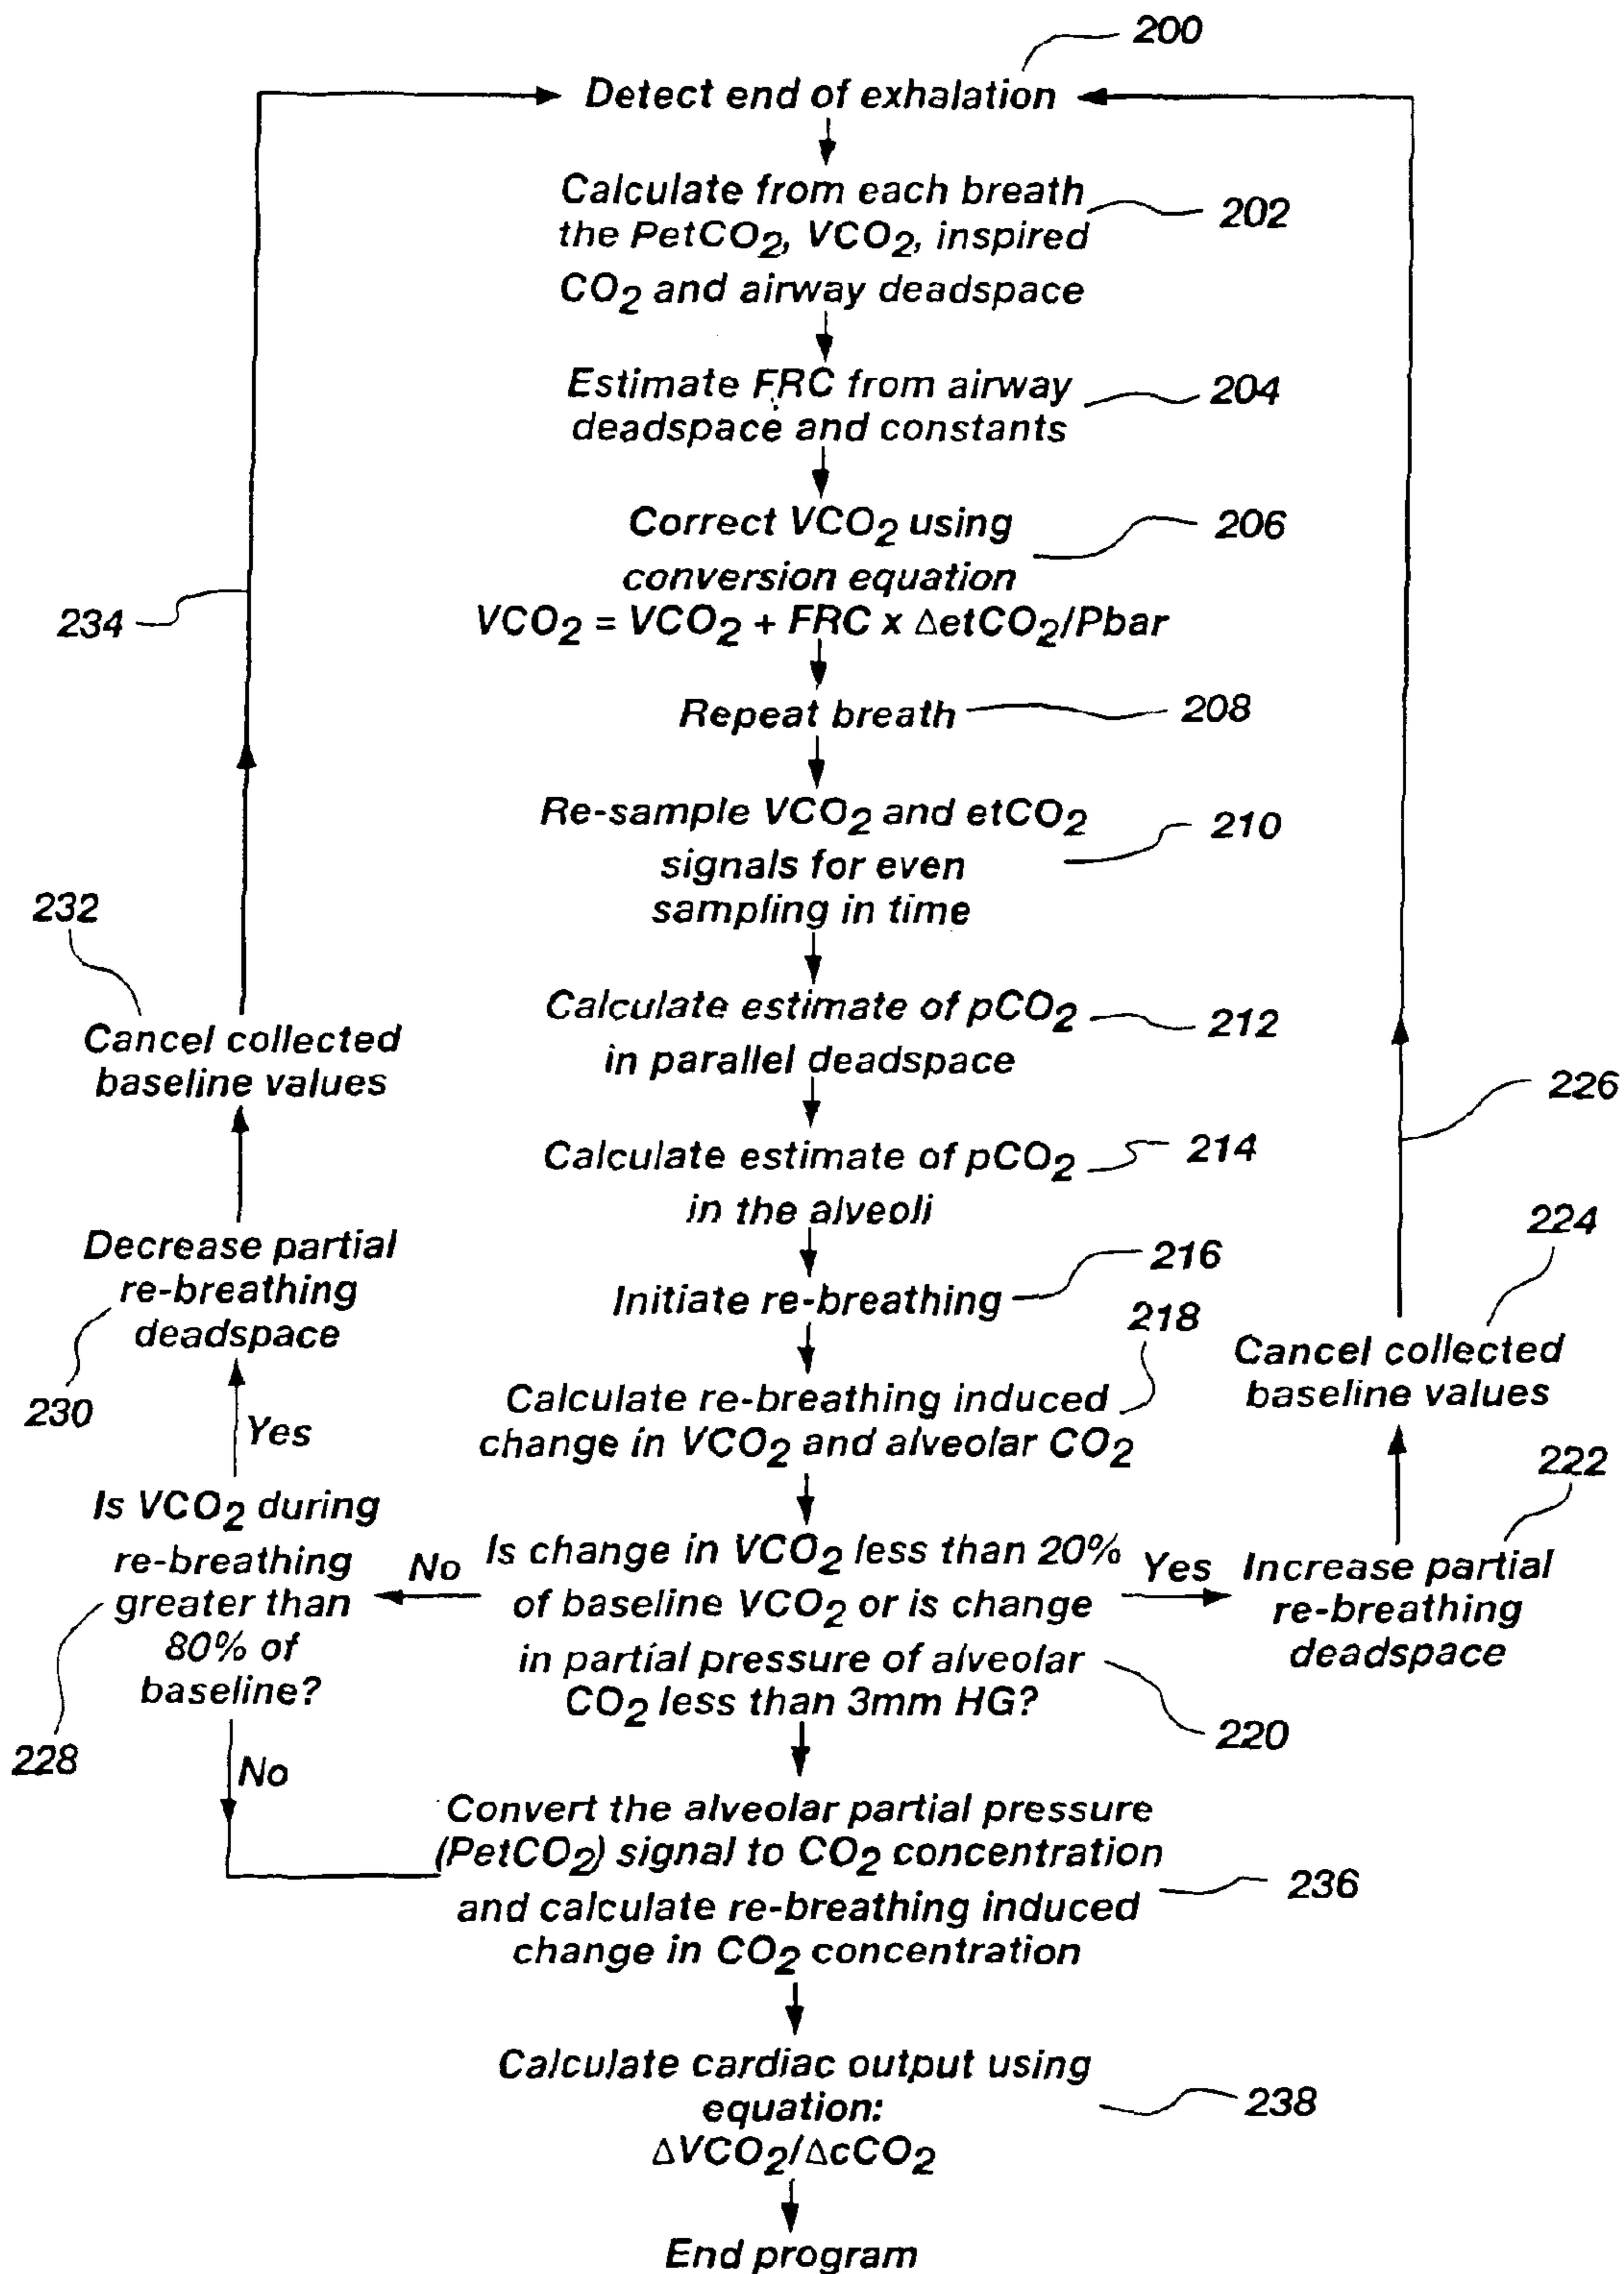 200
Detect end of exhalation
Calculate from each breath
the PetCO₂, VCO₂, inspired
CO₂ and airway deadspace
202
Estimate FRC from airway
deadspace and constants
204
Correct VCO₂ using
conversion equation
VCO₂ = VCO₂ + FRC x ΔetCO₂/Pbar
206
234
Repeat breath
208
Re-sample VCO₂ and etCO₂
signals for even
sampling in time
210
232
Cancel collected
baseline values
Calculate estimate of pCO₂
in parallel deadspace
212
226
Calculate estimate of pCO₂
in the alveoli
214
Decrease partial
re-breathing
deadspace
230
Yes
Initiate re-breathing
216
218
224
Cancel collected
baseline values
Calculate re-breathing induced
change in VCO₂ and alveolar CO₂
222
Is VCO₂ during
re-breathing
greater than
80% of
baseline?
228
No
No
Is change in VCO₂ less than 20%
of baseline VCO₂ or is change
in partial pressure of alveolar
CO₂ less than 3mm HG?
220
Yes
Increase partial
re-breathing
deadspace
Convert the alveolar partial pressure
(PetCO₂) signal to CO₂ concentration
and calculate re-breathing induced
change in CO₂ concentration
236
Calculate cardiac output using
equation:
ΔVCO₂/ΔcCO₂
238
End program